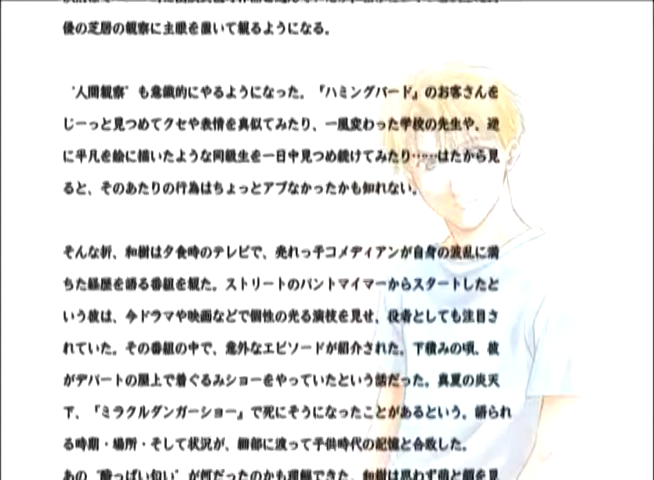 優の芝居の観察に主眼を置いて観るようになる。
“人間観察”も意識的にやるようになった。『ハミングバード』のお客さんを
じーっと見つめてクセや表情を真似てみたり、一風変わった学校の先生や、逆
に平凡を絵に描いたような同級生を一日中見つめ続けてみたり……はたから見
ると、そのあたりの行為はちょっとアブなかったかも知れない。
そんな折、和樹は夕食時のテレビで、売れっ子コメディアンが自身の波乱に満
ちた経歴を語る番組を観た。ストリートのパントマイマーからスタートしたと
いう彼は、今ドラマや映画などで個性の光る演技を見せ、役者としても注目さ
れていた。その番組の中で、意外なエピソードが紹介された。下積みの頃、彼
がデパートの屋上で着ぐるみショーをやっていたという話だった。真夏の炎天
下、『ミラクルダンガーショー』で死にそうになったことがあるという。語られ
る時期・場所・そして状況が、細部に渡って子供時代の記憶と合致した。
あの“酸っぱい匂い”が何だったのかも理解できた。和樹は思わず萌と顔を見